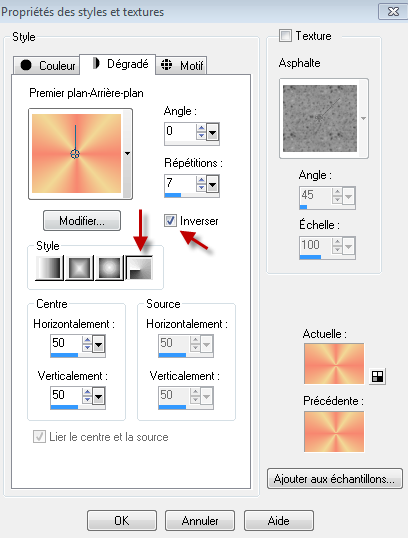 Propriétés des styles et textures
Style
Couleur
Dégradé
Motif
Premier plan-Arrière-plan
Angle :
0
Répétitions :
7
Modifier...
Inverser
Style
Centre
Horizontalement :
50
Verticalement :
50
Source
Horizontalement :
50
Verticalement :
50
Lier le centre et la source
Texture
Asphalte
Angle :
45
Échelle :
100
Actuelle :
Précédente :
Ajouter aux échantillons...
OK
Annuler
Aide